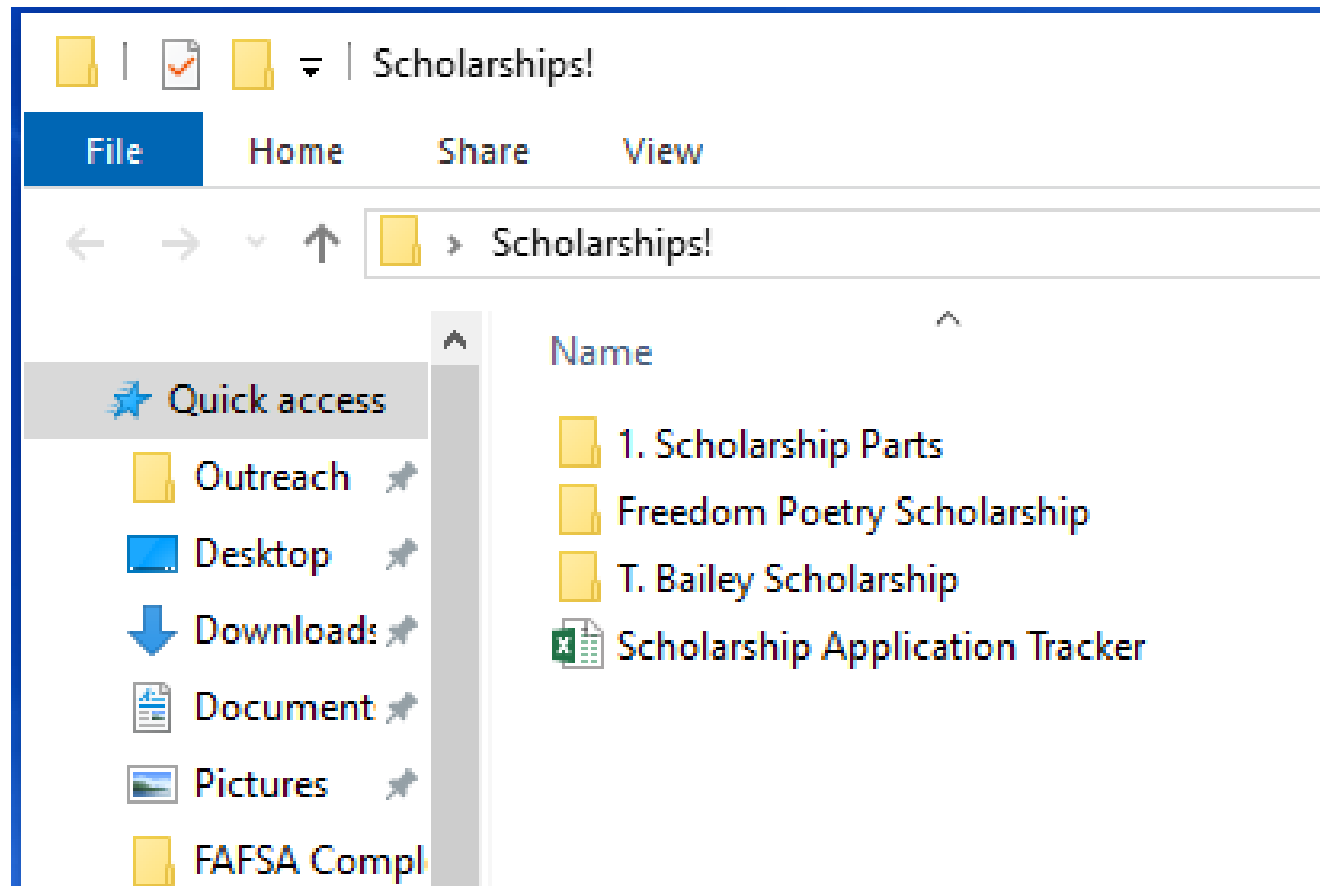 Scholarships!
File Home Share View
Scholarships!
Name
Quick access
Outreach
Desktop
Downloads
Document
Pictures
FAFSA Compl
1. Scholarship Parts
Freedom Poetry Scholarship
T. Bailey Scholarship
Scholarship Application Tracker